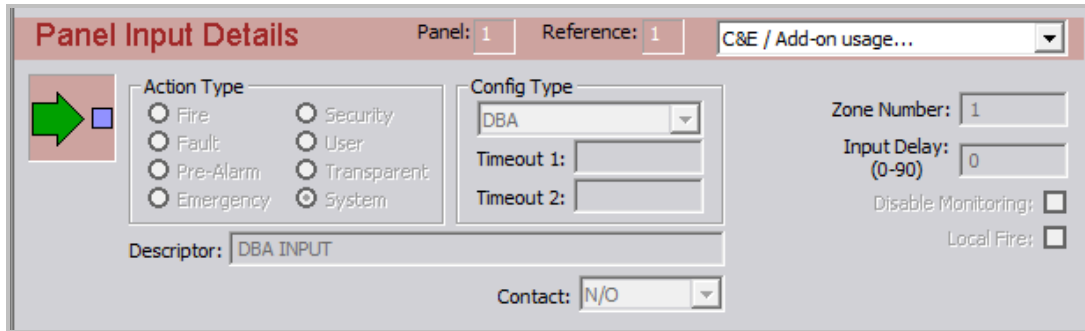 Panel Input Details Panel: 1 Reference: 1 C&E / Add-on usage...
Action Type
Fire Security
Fault User
Pre-Alarm Transparent
Emergency System
Config Type
DBA
Timeout 1:
Timeout 2:
Zone Number: 1
Input Delay: 0
(0-90)
Disable Monitoring:
Local Fire:
Descriptor: DBA INPUT
Contact: N/O